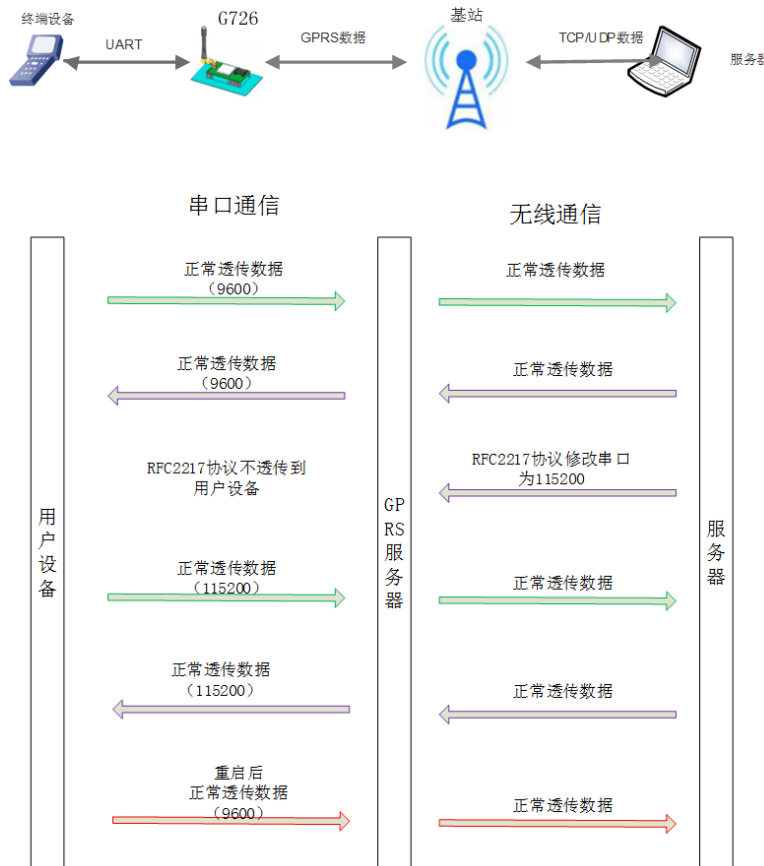 终端设备
G726
基站
UART
GPRS数据
TCP/UDP数据
服务器
串口通信
无线通信
正常透传数据
（9600）
正常透传数据
正常透传数据
（9600）
正常透传数据
RFC2217协议不透传到
用户设备
RFC2217协议修改串口
为115200
用户设备
GP
RS
服务器
服务器
正常透传数据
（115200）
正常透传数据
正常透传数据
（115200）
正常透传数据
重启后
正常透传数据
（9600）
正常透传数据